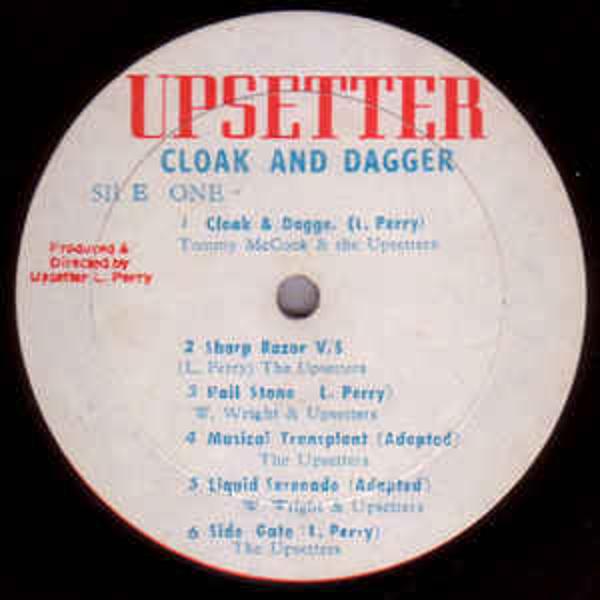 UPSETTER
CLOAK AND DAGGER
SIDE ONE
1 Cloak & Dagge. (L. Perry)
Tommy McCook & the Upsetters
Produced &
Directed by
Upsetter L. Perry
2 Sharp Razor V.S
(L. Perry) The Upsetters
3 Hail Stone L. Perry)
W. Wright & Upsetters
4 Musical Transplant (Adapted)
The Upsetters
5 Liquid Serenade (Adapted)
W. Wright & Upsetters
6 Side Gate (L. Perry)
The Upsetters